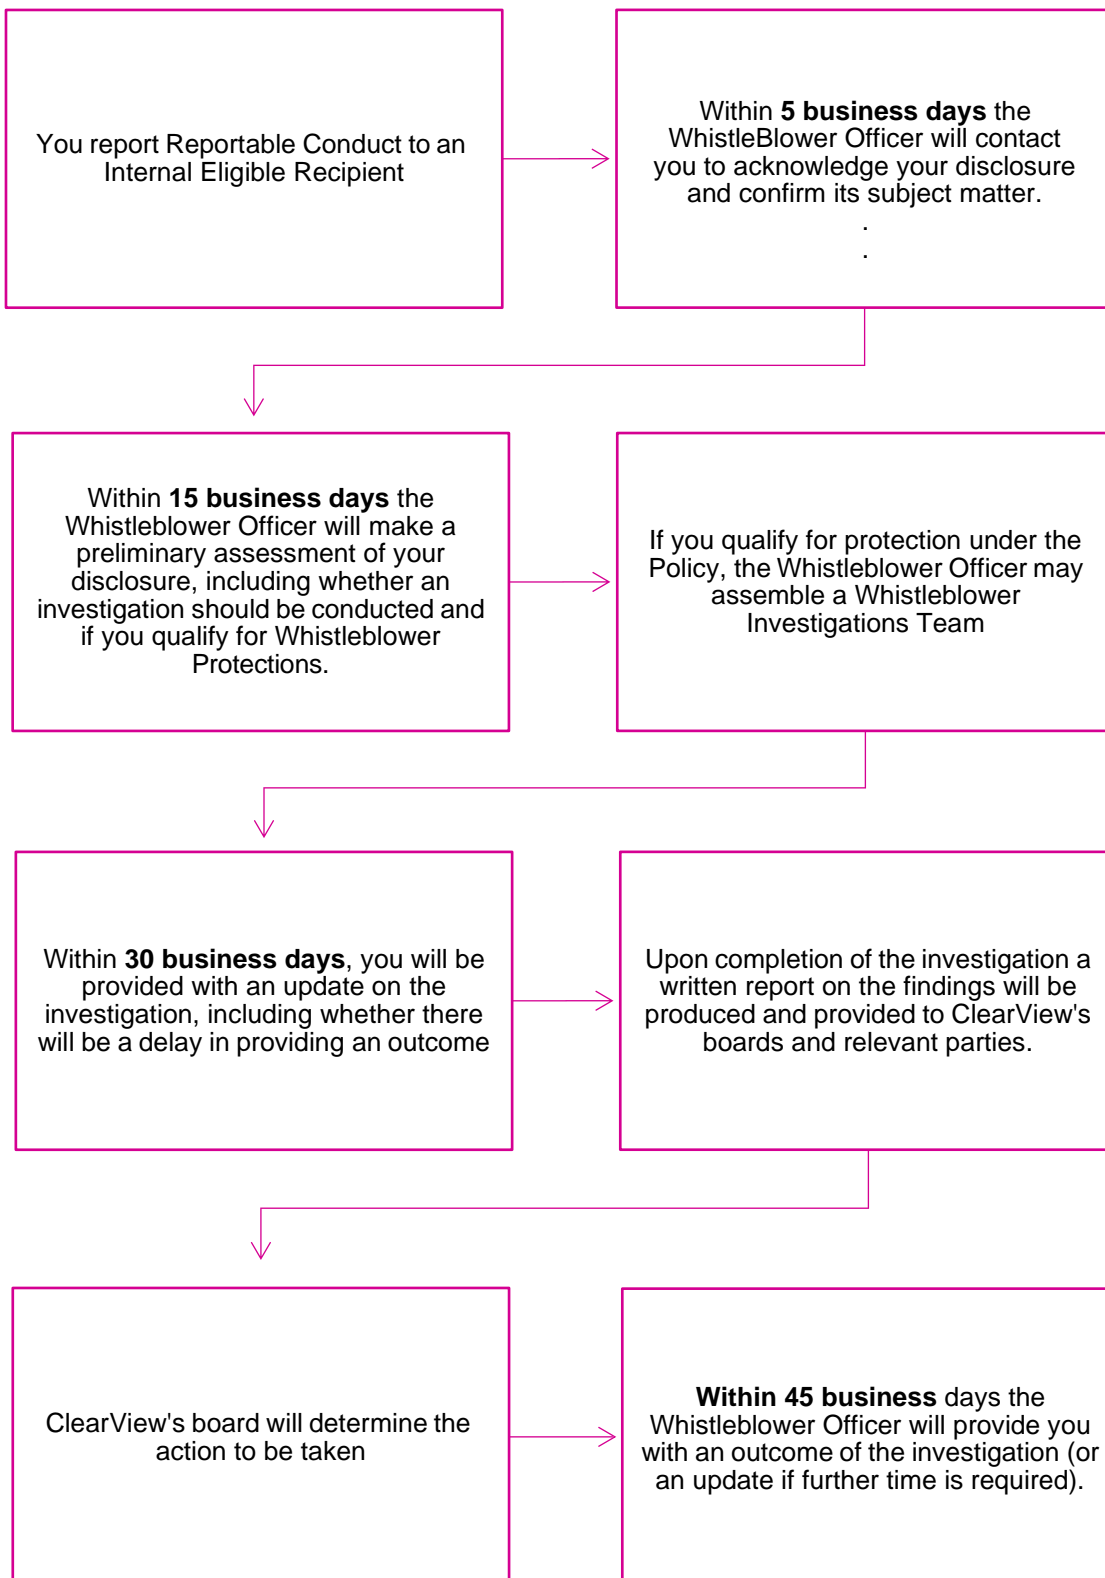 You report Reportable Conduct to an
Internal Eligible Recipient
Within 5 business days the
WhistleBlower Officer will contact
you to acknowledge your disclosure
and confirm its subject matter.
.
.
Within 15 business days the
Whistleblower Officer will make a
preliminary assessment of your
disclosure, including whether an
investigation should be conducted and
if you qualify for Whistleblower
Protections.
If you qualify for protection under the
Policy, the Whistleblower Officer may
assemble a Whistleblower
Investigations Team
Within 30 business days, you will be
provided with an update on the
investigation, including whether there
will be a delay in providing an outcome
Upon completion of the investigation a
written report on the findings will be
produced and provided to ClearView's
boards and relevant parties.
ClearView's board will determine the
action to be taken
Within 45 business days the
Whistleblower Officer will provide you
with an outcome of the investigation (or
an update if further time is required).